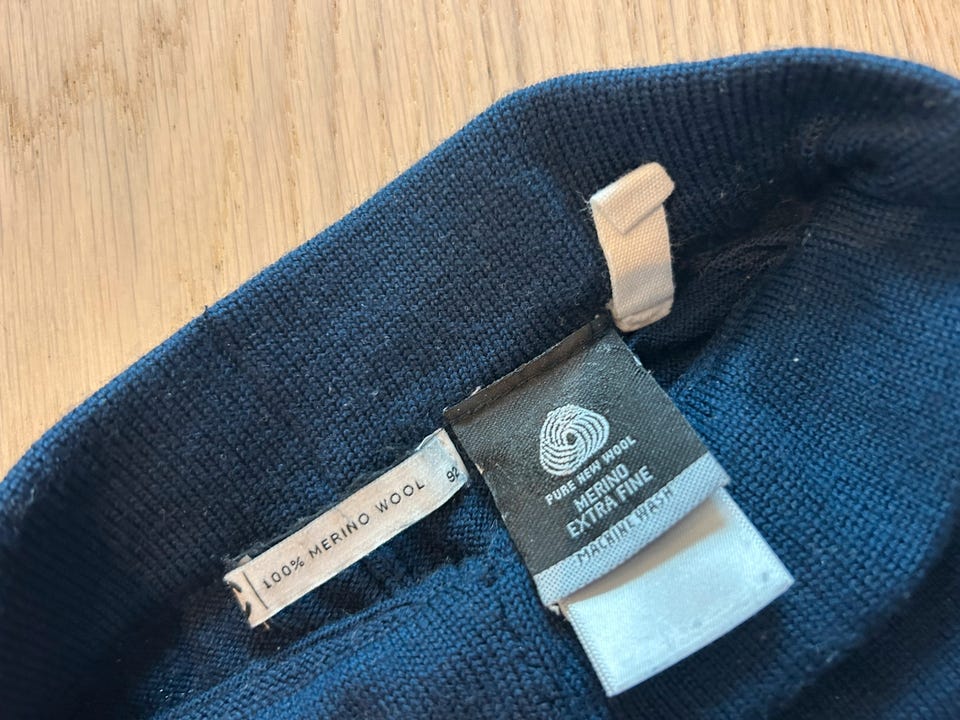 100% MERINO WOOL
92
PURE NEW WOOL
MERINO
EXTRA FINE
MACHINE WASH